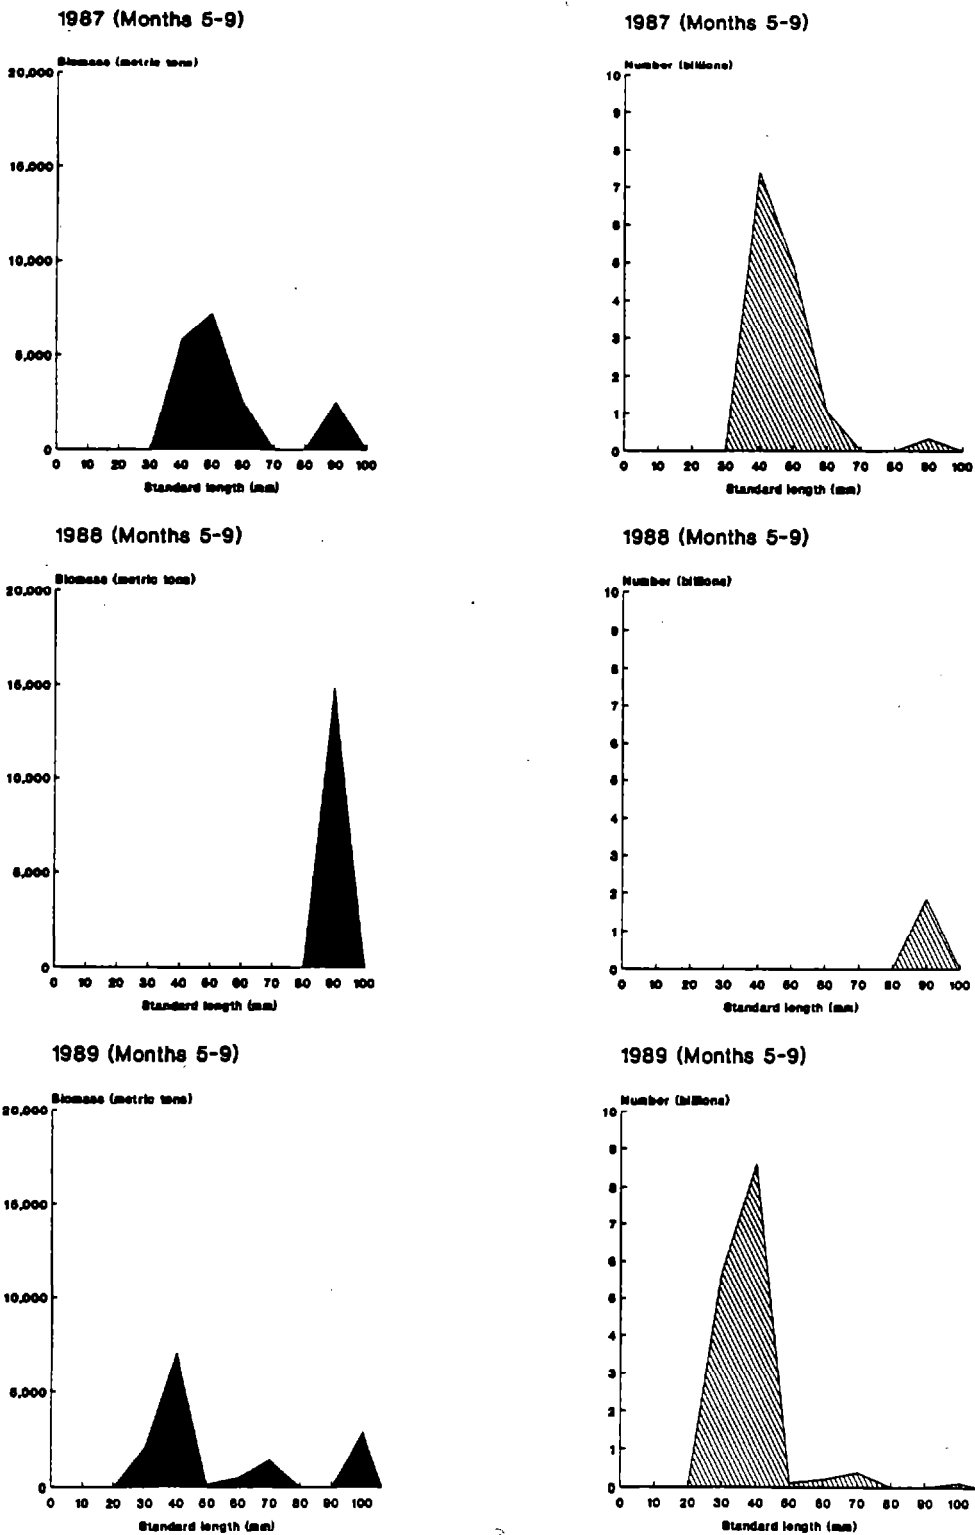 1987 (Months 5-9)
Biomass (metric tons)
20,000
15,000
10,000
5,000
0
0 10 20 30 40 50 60 70 80 90 100
Standard length (mm)
1987 (Months 5-9)
Number (billions)
10
9
8
7
6
5
4
3
2
1
0
0 10 20 30 40 50 60 70 80 90 100
Standard length (mm)
1988 (Months 5-9)
Biomass (metric tons)
20,000
15,000
10,000
5,000
0
0 10 20 30 40 50 60 70 80 90 100
Standard length (mm)
1988 (Months 5-9)
Number (billions)
10
9
8
7
6
5
4
3
2
1
0
0 10 20 30 40 50 60 70 80 90 100
Standard length (mm)
1989 (Months 5-9)
Biomass (metric tons)
20,000
15,000
10,000
5,000
0
0 10 20 30 40 50 60 70 80 90 100
Standard length (mm)
1989 (Months 5-9)
Number (billions)
10
9
8
7
6
5
4
3
2
1
0
0 10 20 30 40 50 60 70 80 90 100
Standard length (mm)